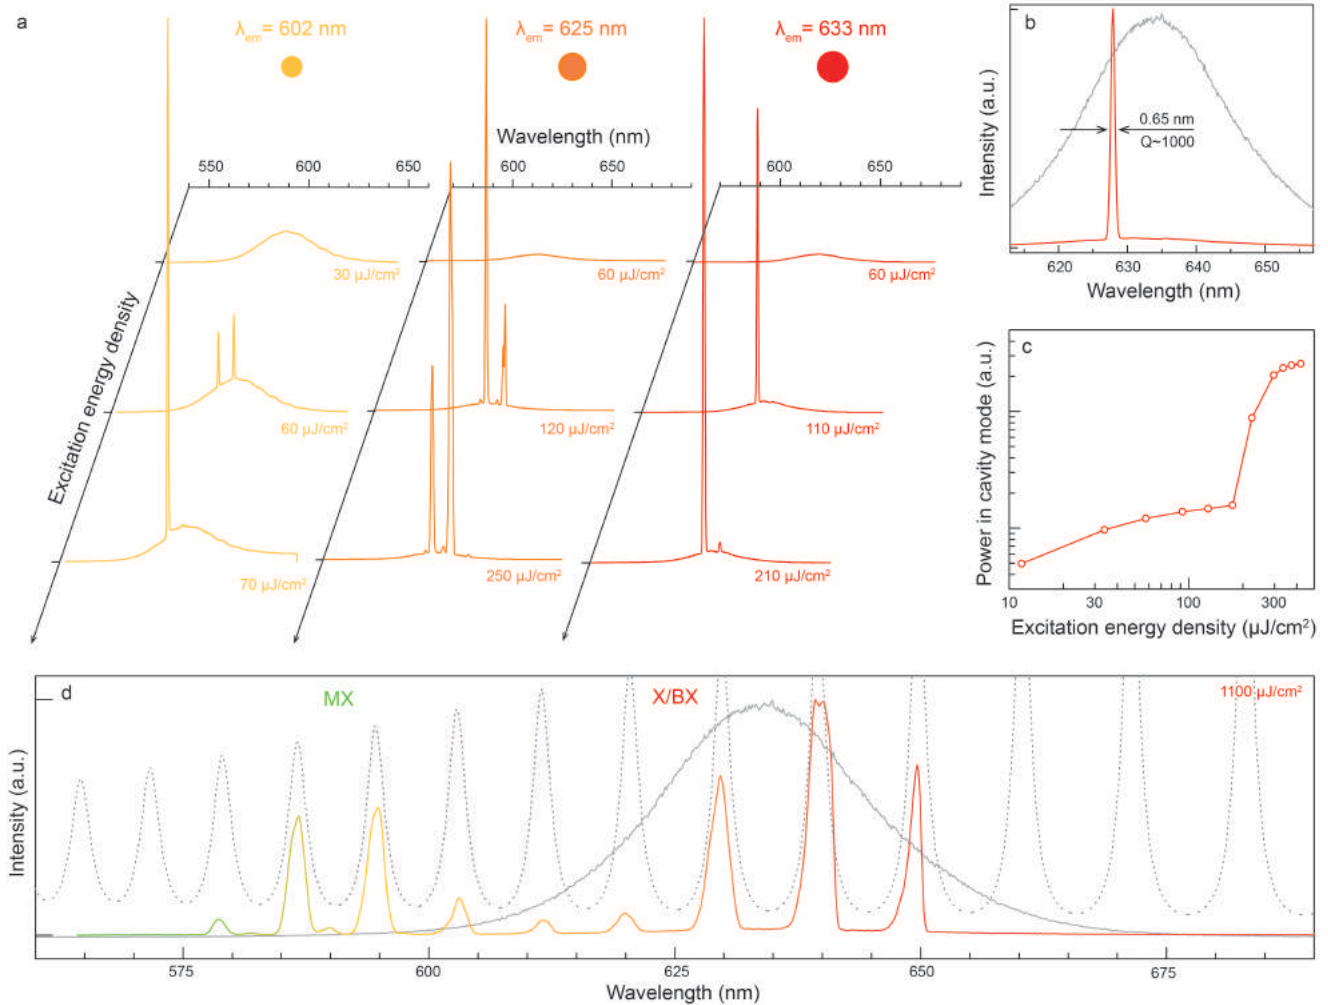 a
λem= 602 nm
λem= 625 nm
λem= 633 nm
Wavelength (nm)
550 600 650 600 650 600 650
30 µJ/cm²
60 µJ/cm²
60 µJ/cm²
60 µJ/cm²
120 µJ/cm²
110 µJ/cm²
70 µJ/cm²
250 µJ/cm²
210 µJ/cm²
Excitation energy density
b
Intensity (a.u.)
0.65 nm
Q~1000
620 630 640 650
Wavelength (nm)
c
Power in cavity mode (a.u.)
10 30 100 300
Excitation energy density (µJ/cm²)
d
MX
X/BX
1100 µJ/cm²
Intensity (a.u.)
575 600 625 650 675
Wavelength (nm)